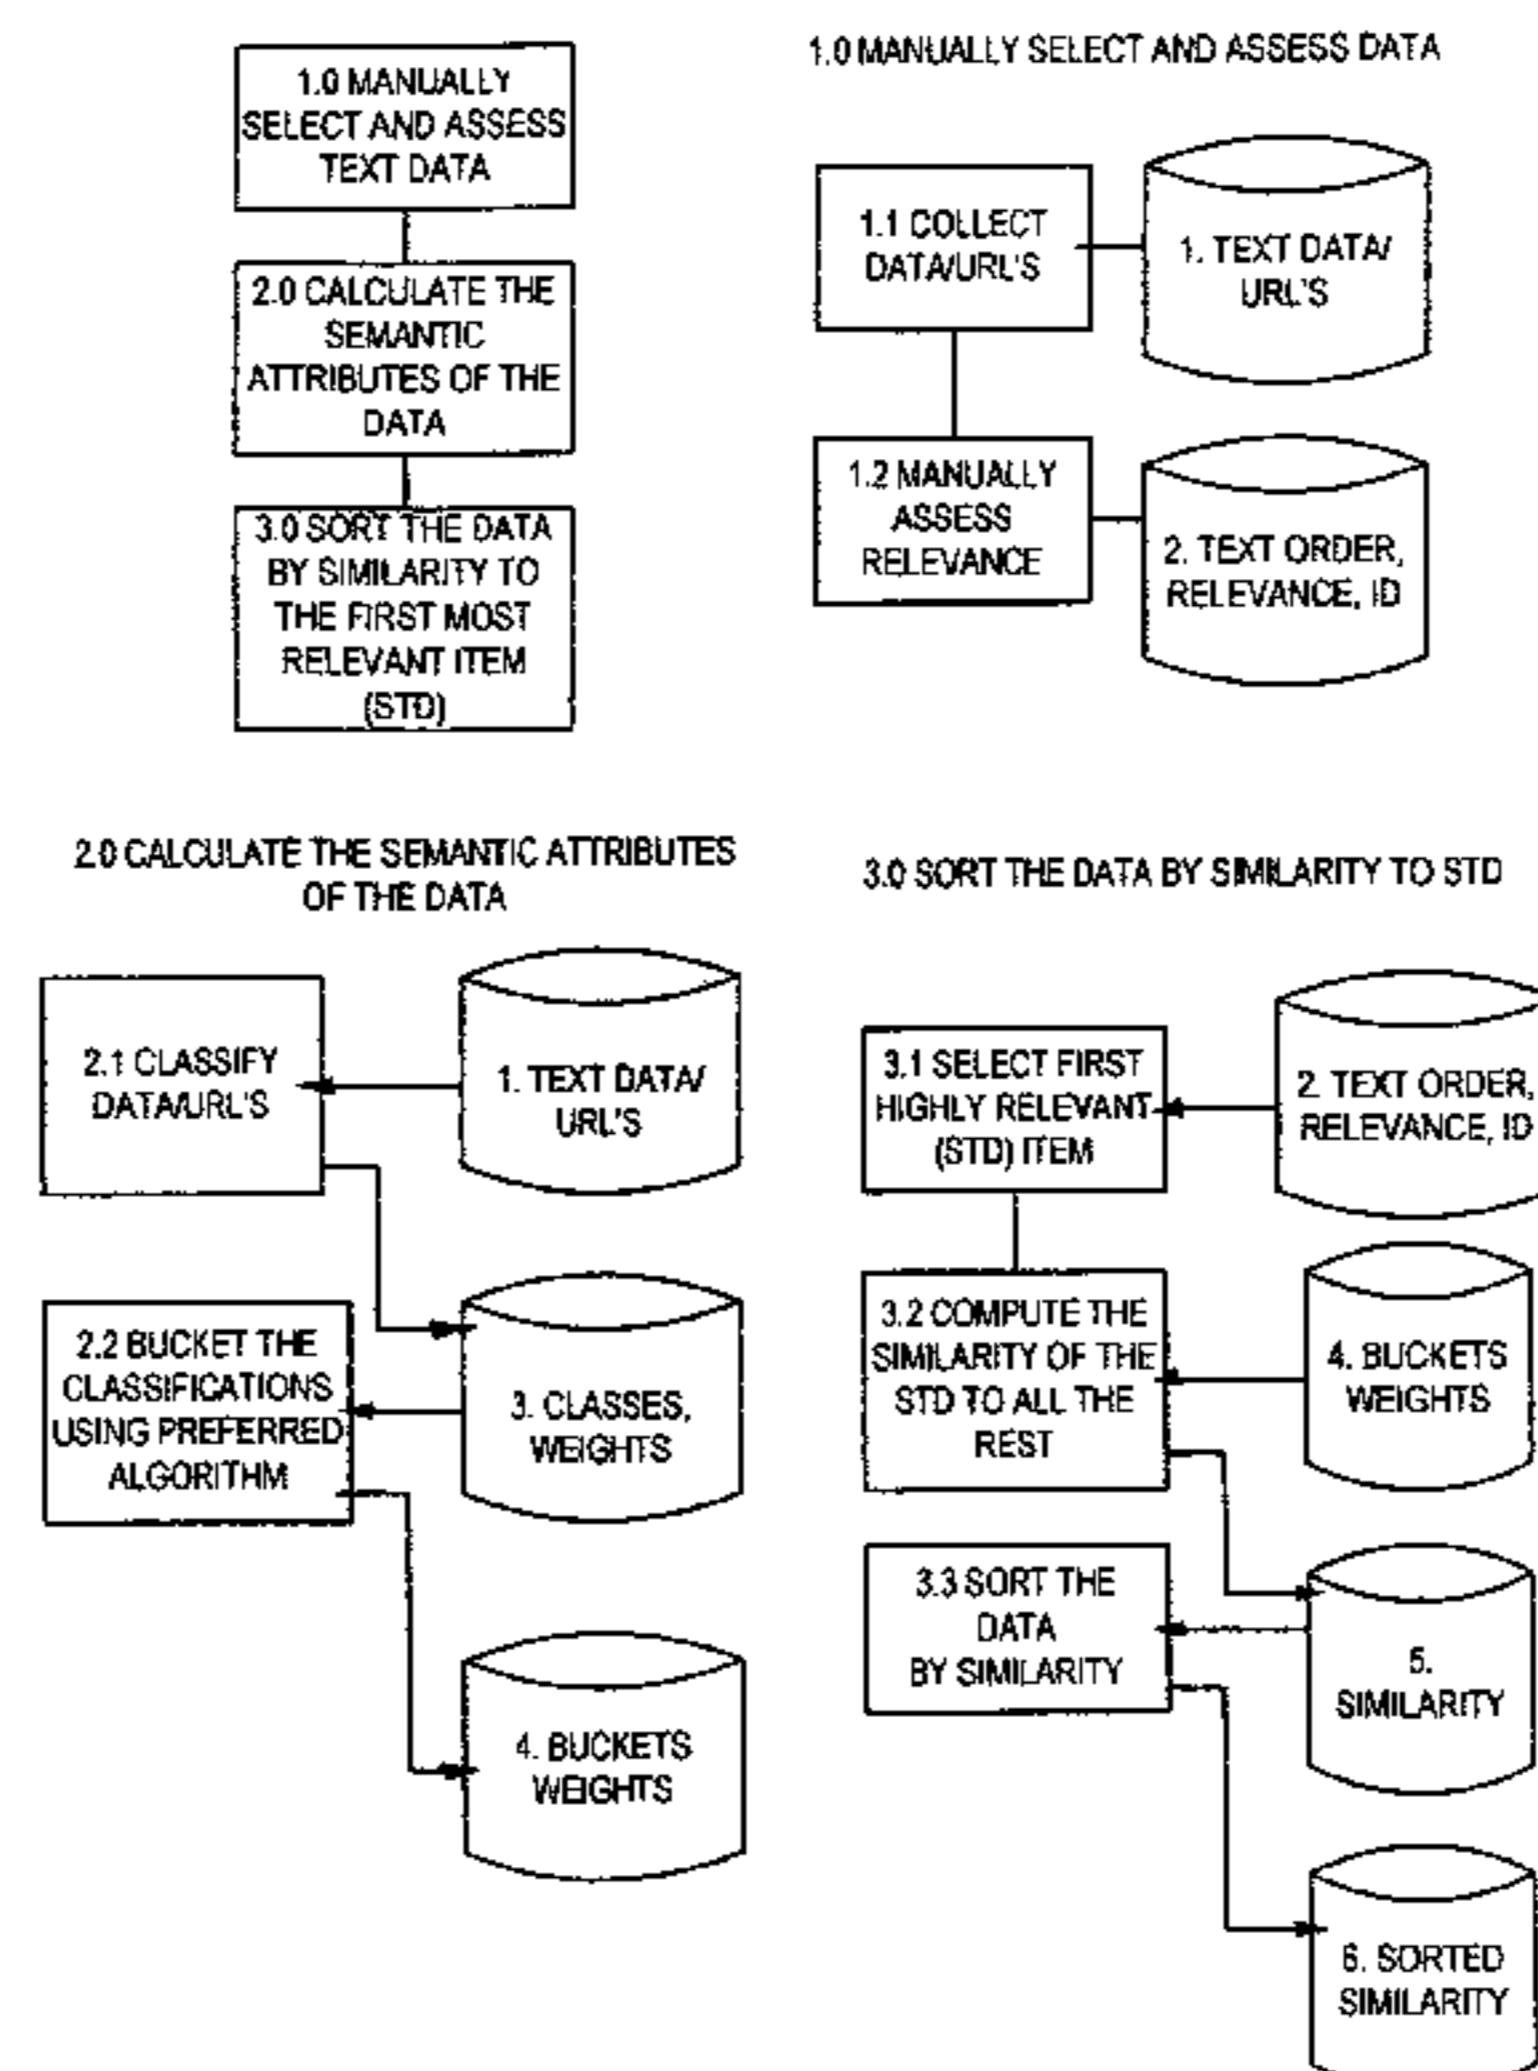 1.0 MANUALLY
SELECT AND ASSESS
TEXT DATA
2.0 CALCULATE THE
SEMANTIC
ATTRIBUTES OF THE
DATA
3.0 SORT THE DATA
BY SIMILARITY TO
THE FIRST MOST
RELEVANT ITEM
(STD)
1.0 MANUALLY SELECT AND ASSESS DATA
1.1 COLLECT
DATA/URL'S
1. TEXT DATA/
URL'S
1.2 MANUALLY
ASSESS
RELEVANCE
2. TEXT ORDER,
RELEVANCE, ID
2.0 CALCULATE THE SEMANTIC ATTRIBUTES
OF THE DATA
2.1 CLASSIFY
DATA/URL'S
1. TEXT DATA/
URL'S
2.2 BUCKET THE
CLASSIFICATIONS
USING PREFERRED
ALGORITHM
3. CLASSES,
WEIGHTS
4. BUCKETS
WEIGHTS
3.0 SORT THE DATA BY SIMILARITY TO STD
3.1 SELECT FIRST
HIGHLY RELEVANT
(STD) ITEM
2. TEXT ORDER,
RELEVANCE, ID
3.2 COMPUTE THE
SIMILARITY OF THE
STD TO ALL THE
REST
4. BUCKETS
WEIGHTS
3.3 SORT THE
DATA
BY SIMILARITY
5.
SIMILARITY
6. SORTED
SIMILARITY